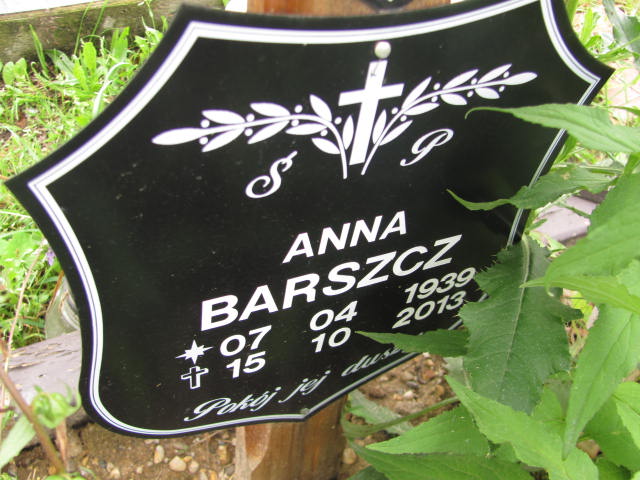 Ś P
ANNA
BARSZCZ
07 04 1939
15 10 2013
Pokój jej